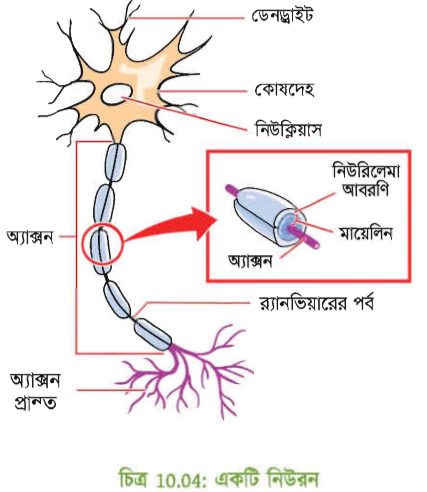 ডেনড্রাইট
কোষদেহ
নিউক্লিয়াস
নিউরিলেমা
আবরণি
মায়েলিন
অ্যাক্সন
অ্যাক্সন
র‍্যানভিয়ারের পর্ব
অ্যাক্সন
প্রান্ত
চিত্র 10.04: একটি নিউরন